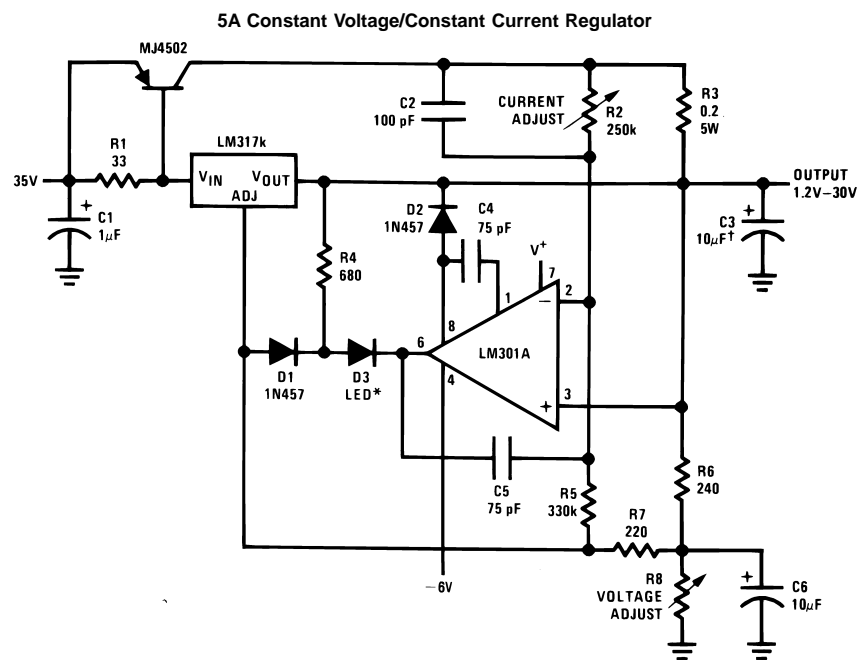 5A Constant Voltage/Constant Current Regulator
MJ4502
C2
100 pF
CURRENT
ADJUST
R2
250k
R3
0.2
5W
R1
33
LM317k
35V
VIN
VOUT
ADJ
OUTPUT
1.2V–30V
C1
1μF
+
D2
1N457
C4
75 pF
+
C3
10μF†
R4
680
V+
7
1
2
−
8
6
LM301A
4
D1
1N457
D3
LED*
3
+
C5
75 pF
R5
330k
R6
240
R7
220
−6V
R8
VOLTAGE
ADJUST
+
C6
10μF